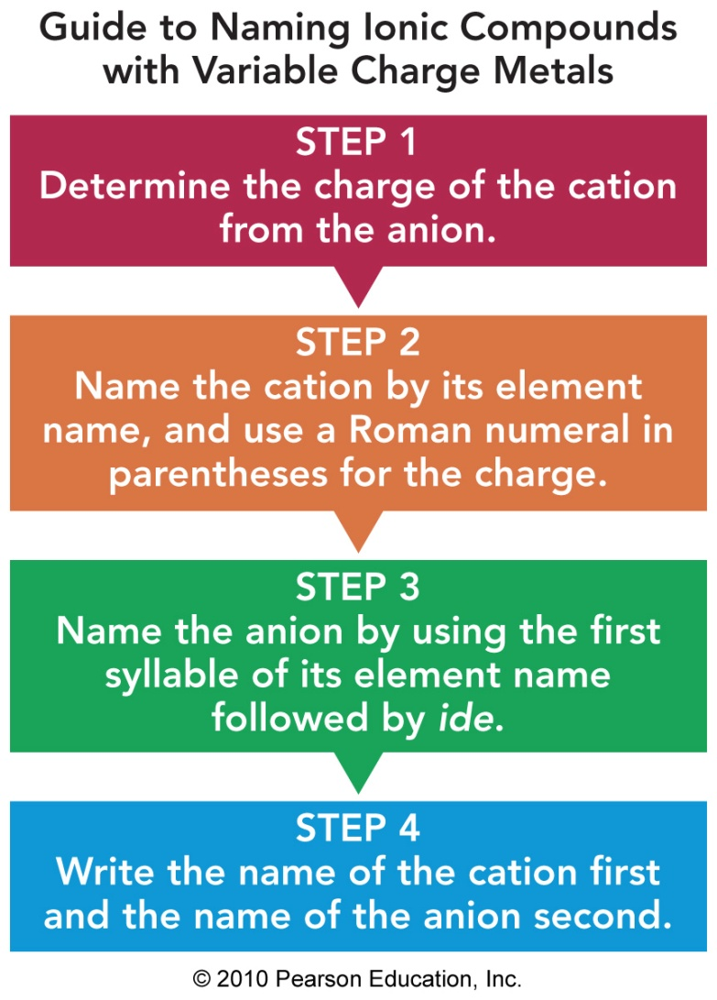 Guide to Naming Ionic Compounds
with Variable Charge Metals
STEP 1
Determine the charge of the cation
from the anion.
STEP 2
Name the cation by its element
name, and use a Roman numeral in
parentheses for the charge.
STEP 3
Name the anion by using the first
syllable of its element name
followed by ide.
STEP 4
Write the name of the cation first
and the name of the anion second.
© 2010 Pearson Education, Inc.